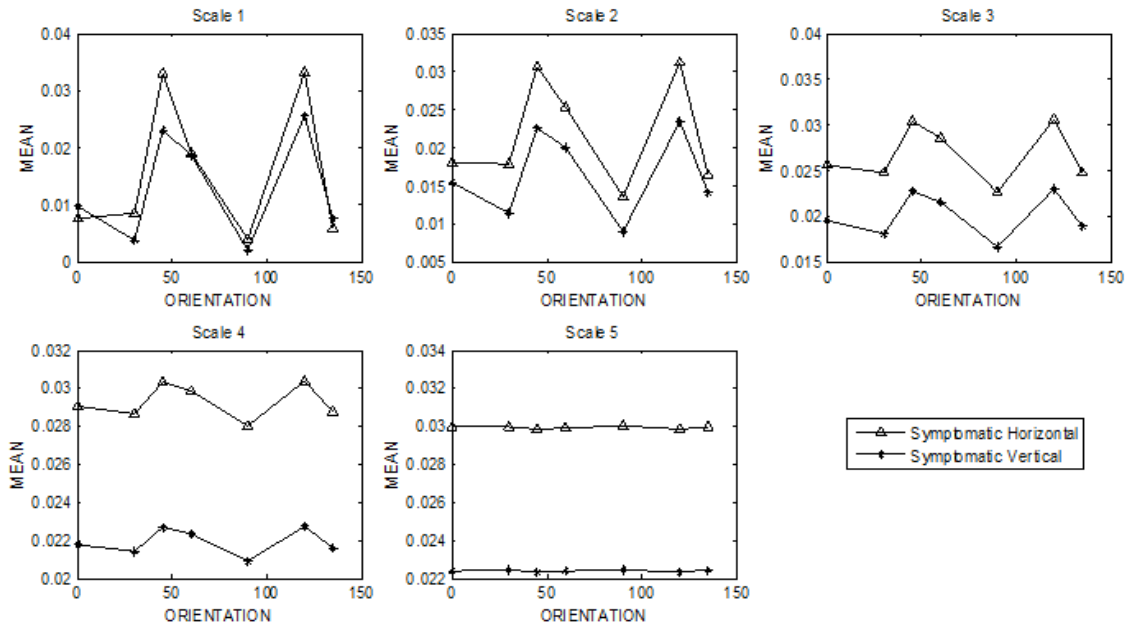 Scale 1
0.04
0.03
0.02
0.01
0
MEAN
0 50 100 150
ORIENTATION
Scale 2
0.035
0.03
0.025
0.02
0.015
0.01
0.005
MEAN
0 50 100 150
ORIENTATION
Scale 3
0.04
0.035
0.03
0.025
0.02
0.015
MEAN
0 50 100 150
ORIENTATION
Scale 4
0.032
0.03
0.028
0.026
0.024
0.022
0.02
MEAN
0 50 100 150
ORIENTATION
Scale 5
0.034
0.032
0.03
0.028
0.026
0.024
0.022
MEAN
0 50 100 150
ORIENTATION
Symptomatic Horizontal
Symptomatic Vertical